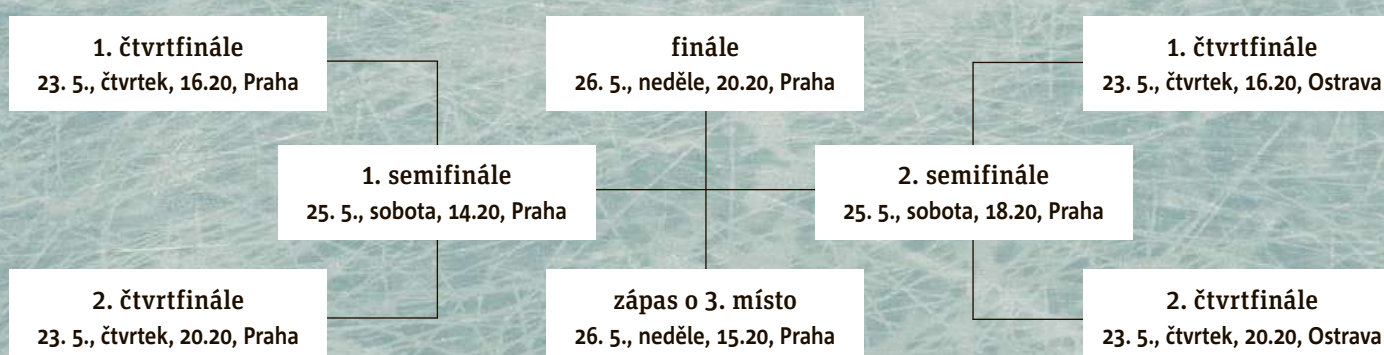 1. čtvrtfinále
23. 5., čtvrtek, 16.20, Praha
finále
26. 5., neděle, 20.20, Praha
1. čtvrtfinále
23. 5., čtvrtek, 16.20, Ostrava
1. semifinále
25. 5., sobota, 14.20, Praha
2. semifinále
25. 5., sobota, 18.20, Praha
2. čtvrtfinále
23. 5., čtvrtek, 20.20, Praha
zápas o 3. místo
26. 5., neděle, 15.20, Praha
2. čtvrtfinále
23. 5., čtvrtek, 20.20, Ostrava